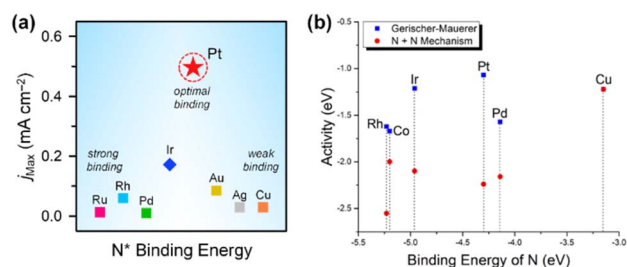 (a)
0.6
0.4
0.2
0.0
j_Max (mA cm⁻²)
Pt
optimal
binding
Ir
strong
binding
weak
binding
Ru
Rh
Pd
Au
Ag
Cu
N* Binding Energy
(b)
Gerischer-Mauerer
N + N Mechanism
-0.5
-1.0
-1.5
-2.0
-2.5
Activity (eV)
Rh
Co
Ir
Pt
Pd
Cu
-5.5
-5.0
-4.5
-4.0
-3.5
-3.0
Binding Energy of N (eV)